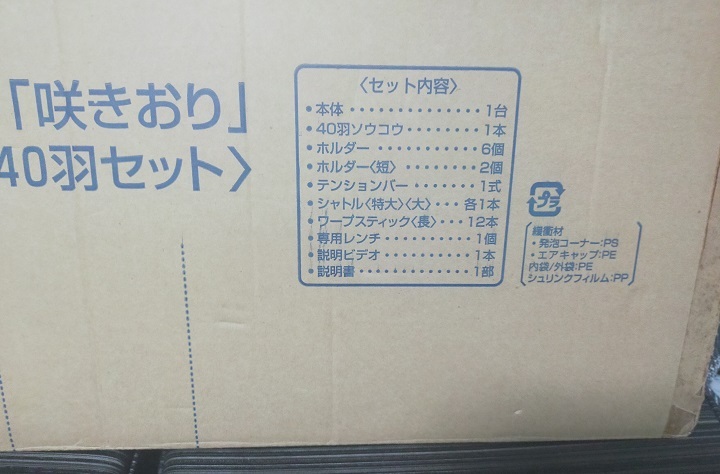 「咲きおり」
40羽セット〉
〈セット内容〉
・本体・・・・・・・・・・・・・1台
・40羽ソウコウ・・・・・・・・1本
・ホルダー・・・・・・・・・・・6個
・ホルダー〈短〉・・・・・・・・2個
・テンションバー・・・・・・・1式
・シャトル〈特大〉〈大〉・・・各1本
・ワープスティック〈長〉・・・12本
・専用レンチ・・・・・・・・・・1個
・説明ビデオ・・・・・・・・・・1本
・説明書・・・・・・・・・・・・1部
プラ
緩衝材
・発泡コーナー:PS
・エアキャップ:PE
内袋/外袋:PE
シュリンクフィルム:PP